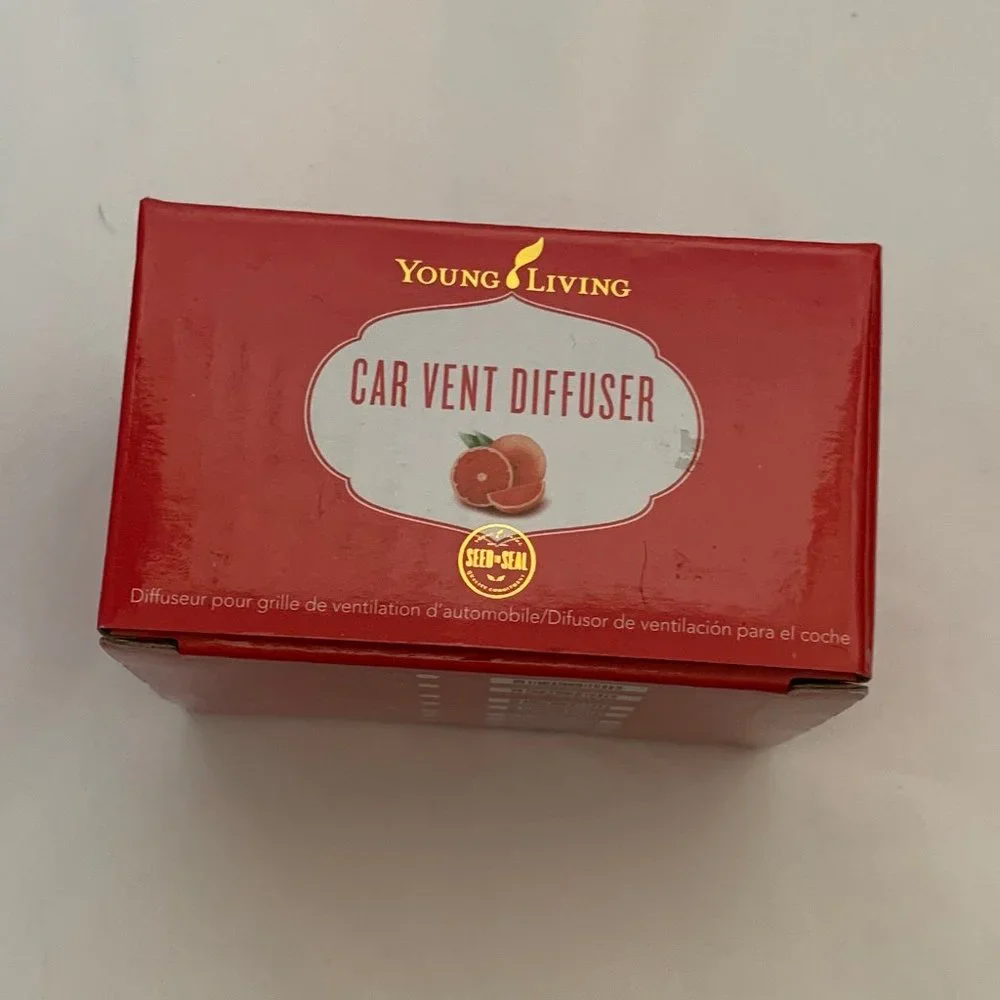 YOUNG LIVING
CAR VENT DIFFUSER
SEED TO SEAL
Diffuseur pour grille de ventilation d'automobile/Difusor de ventilación para el coche